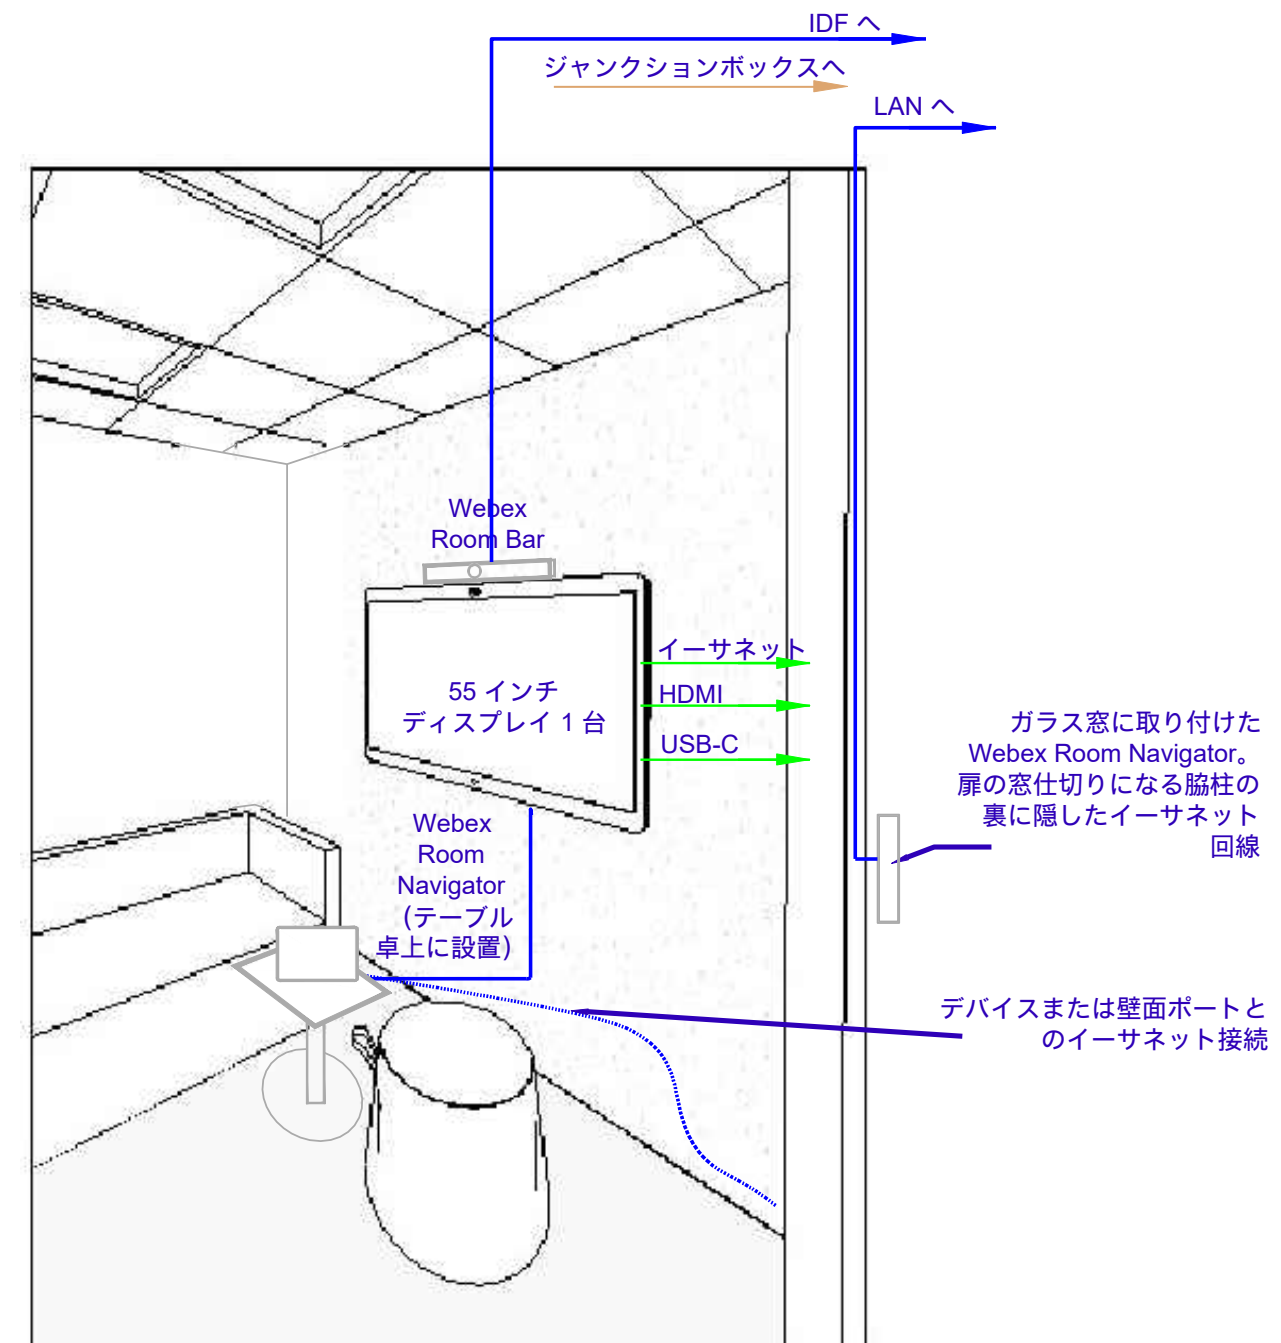 IDF へ
ジャンクションボックスへ
LAN へ
Webex
Room Bar
イーサネット
HDMI
USB-C
55 インチ
ディスプレイ 1 台
ガラス窓に取り付けた
Webex Room Navigator。
扉の窓仕切りになる脇柱の
裏に隠したイーサネット
回線
Webex
Room
Navigator
(テーブル
卓上に設置)
デバイスまたは壁面ポートと
のイーサネット接続